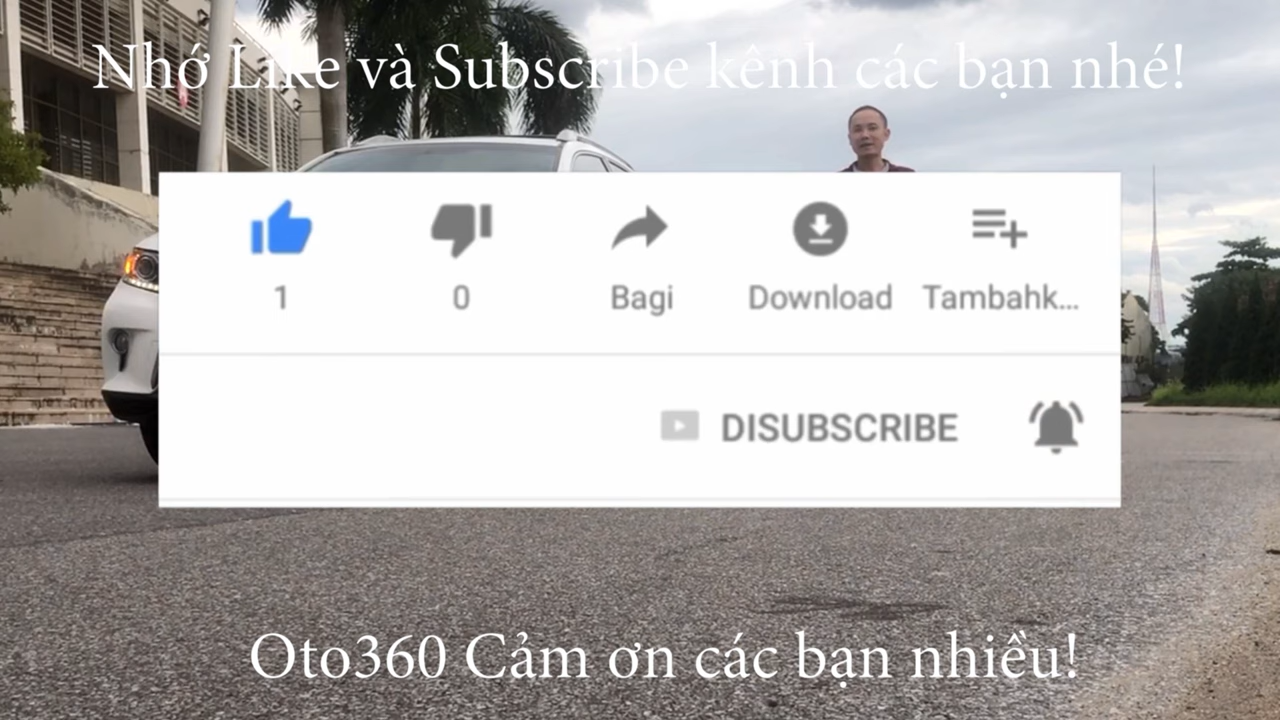 Nhớ Like và Subscribe kênh các bạn nhé!
1
0
Bagi
Download
Tambahk...
DISUBSCRIBE
Oto360 Cảm ơn các bạn nhiều!